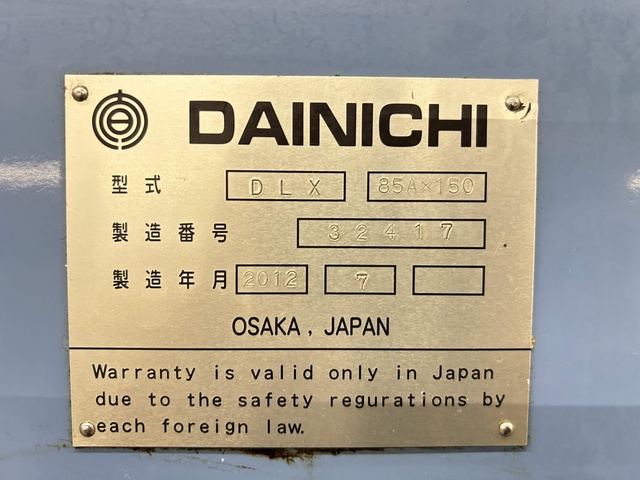 DAINICHI
型式 DLX 85A×150
製造番号 32417
製造年月 2012 7
OSAKA, JAPAN
Warranty is valid only in Japan
due to the safety regurations by
each foreign law.